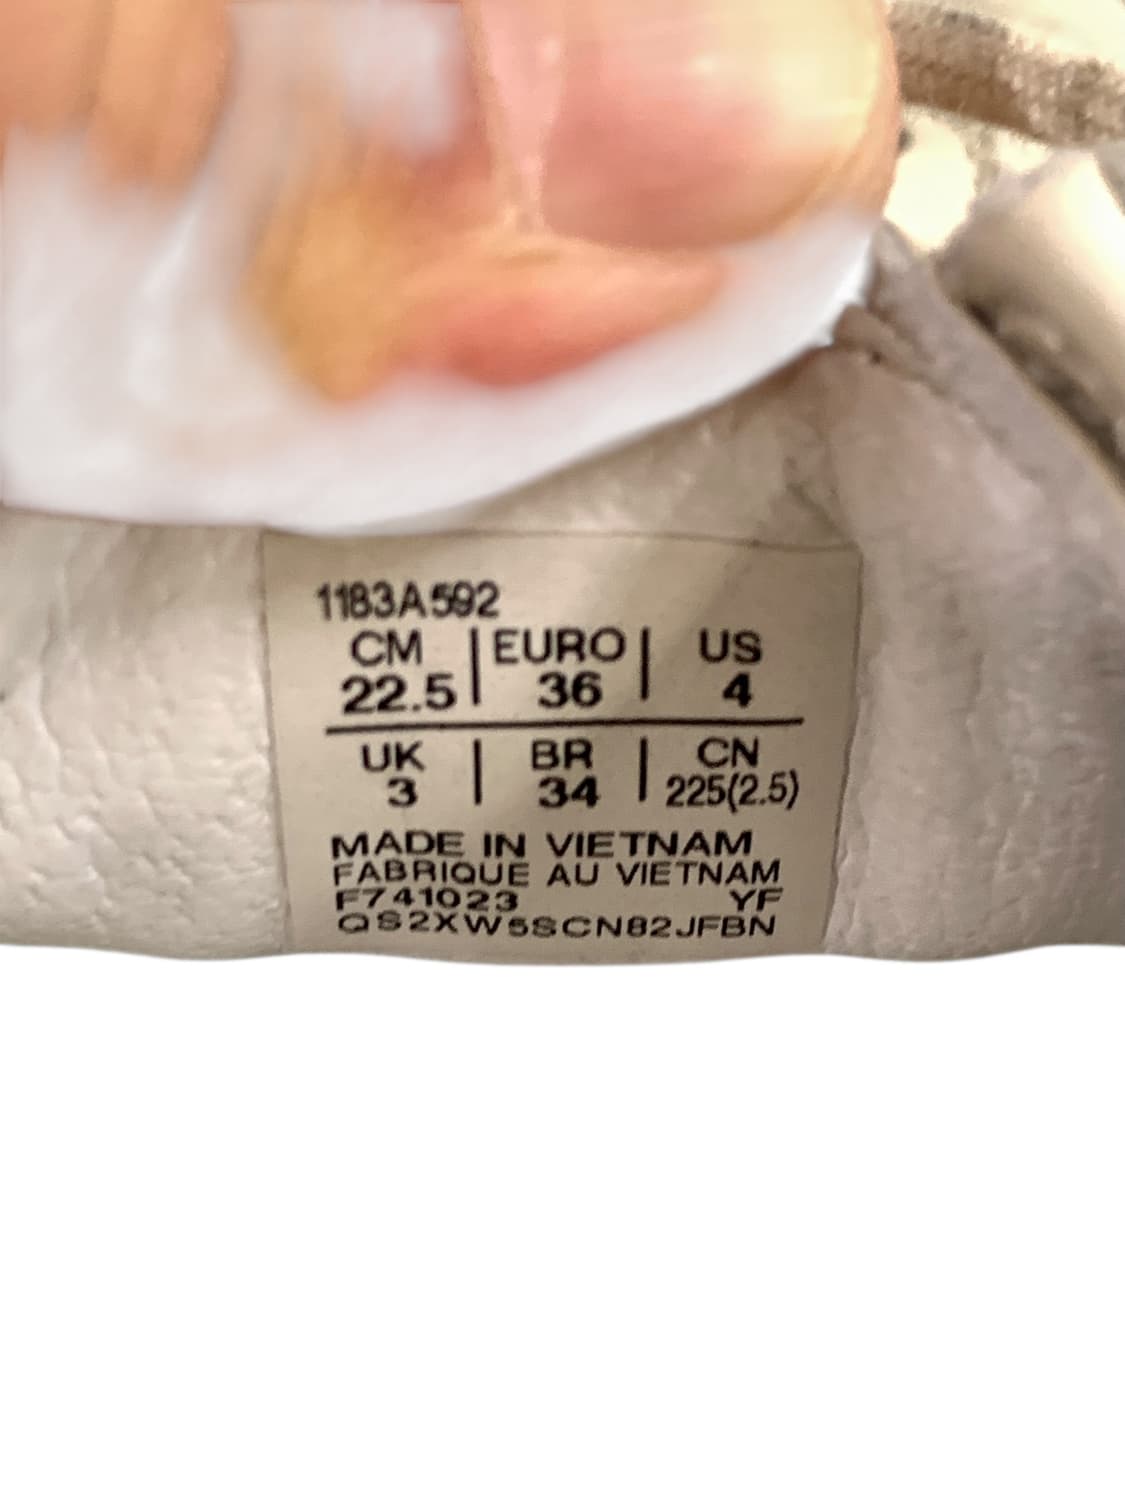 1183A592
CM | EURO | US
22.5 | 36 | 4
UK | BR | CN
3 | 34 | 225(2.5)
MADE IN VIETNAM
FABRIQUE AU VIETNAM
F741023 YF
QS2XW5SCN82JFBN